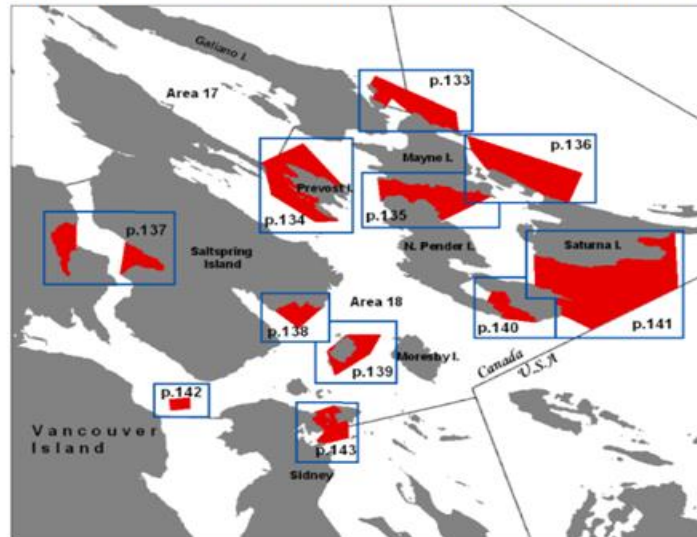 Galiano I.
p.133
Area 17
Mayne I.
p.136
Prevost I.
p.134
p.135
p.137
Saltspring
Island
N. Pender I.
Saturna I.
Area 18
p.138
p.140
p.141
p.139
Moresby I.
Canada
U.S.A
p.142
Vancouver
Island
p.143
Sidney